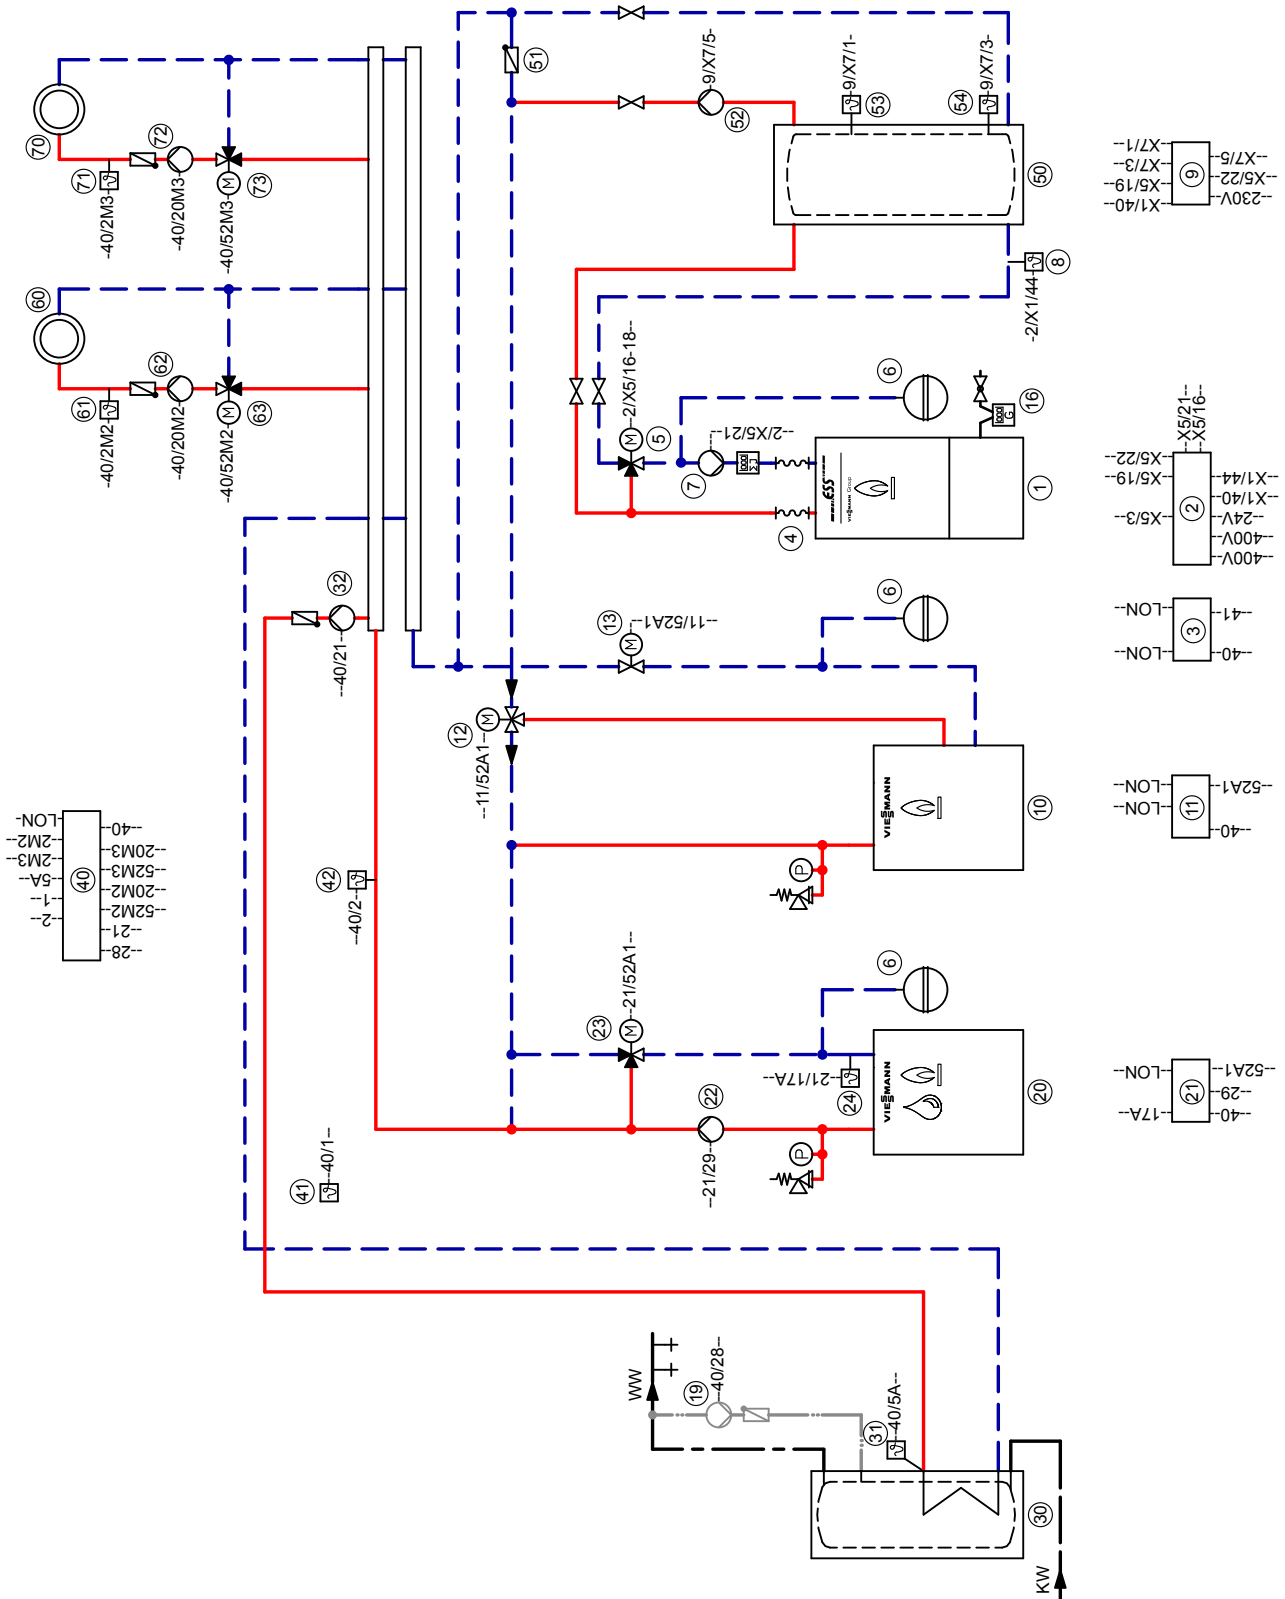 70
72
71
--40/2M3--
-40/20M3-
73
-40/52M3-
60
62
61
--40/2M2--
-40/20M2-
63
-40/52M2-
M
M
51
52
--9/X7/5-
53
--9/X7/1-
54
--9/X7/3-
50
8
-2/X1/44--
9
X7/1--
X7/3--
X5/19--
X1/40--
X7/5--
X5/22--
230V--
32
--40/21--
5
M
--2/X5/16-18--
6
7
--2/X5/21--
4
ESS
VIESSMANN Group
16
G
1
2
X5/21--
X5/16--
X5/22--
X5/19--
X5/3--
X1/44--
X1/40--
--24V--
--400V--
--400V--
3
LON--
LON--
--41--
--40--
13
M
--11/52A1--
6
12
M
--11/52A1--
VIESMANN
10
P
11
LON--
LON--
--52A1-
--40--
40
LON-
2M2--
2M3--
5A--
--1--
--2--
--40--
20M3--
52M3--
20M2--
52M2--
--21--
--28--
42
--40/2--
41
--40/1--
23
M
--21/52A1--
6
24
--21/17A--
22
--21/29--
VIESMANN
20
P
21
LON--
17A--
--52A1--
--29--
--40--
WW
19
--40/28--
31
--40/5A--
30
KW